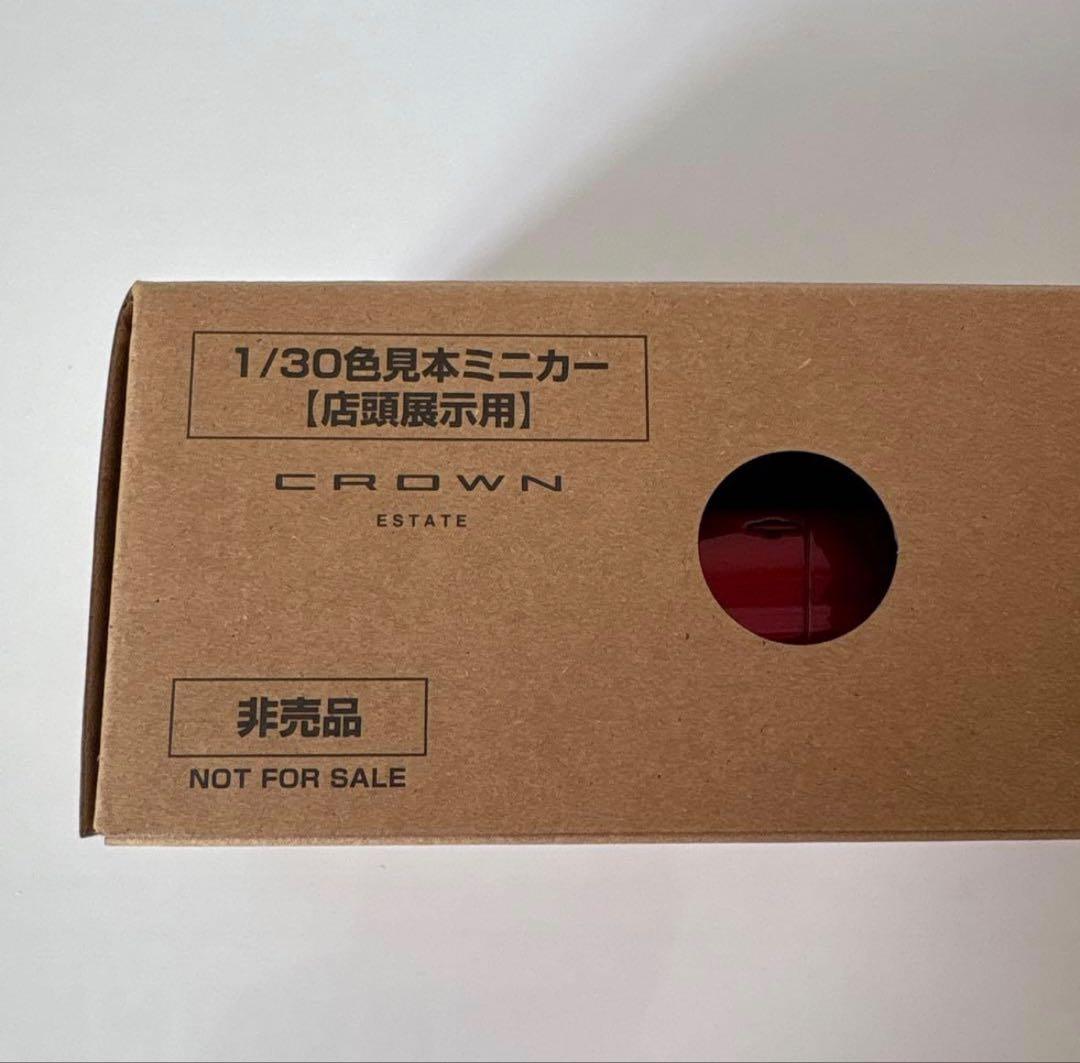 1/30色見本ミニカー
【店頭展示用】
CROWN
ESTATE
非売品
NOT FOR SALE